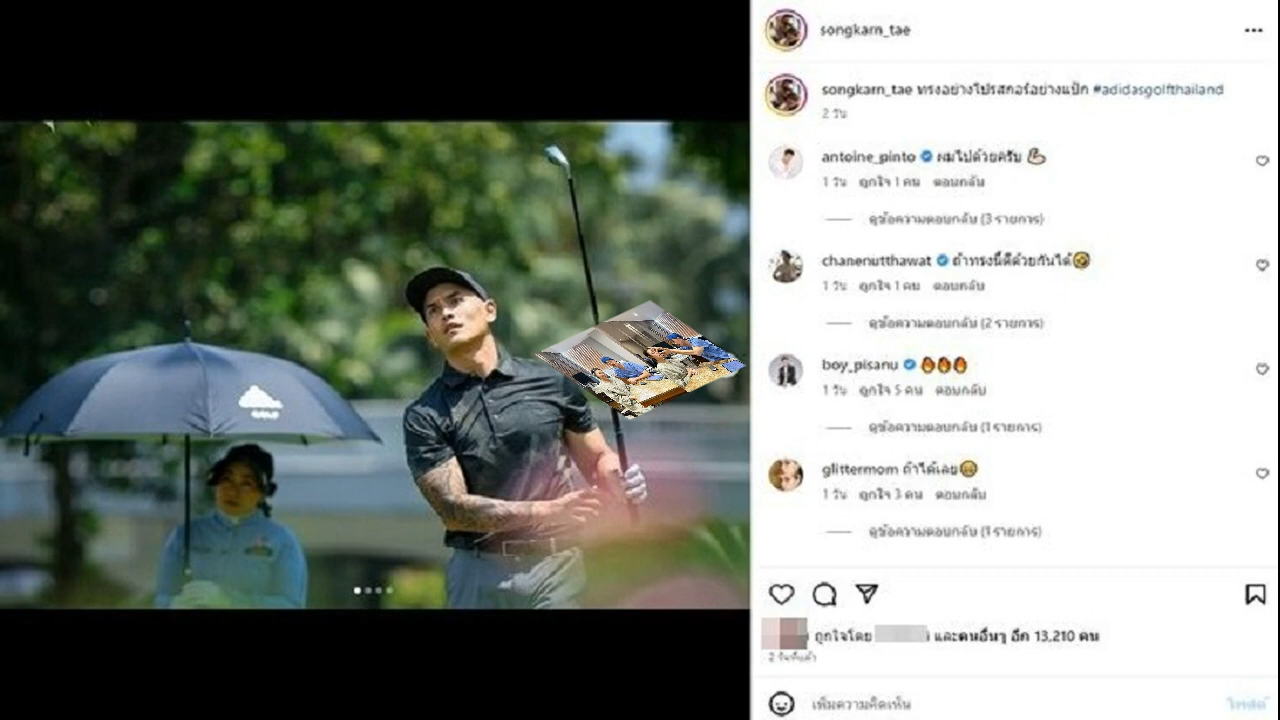 songkarn_tae
songkarn_tae ทรงอย่างโปรสกอร์อย่างแป้ก #adidasgolfthailand
2 วัน
antoine_pinto ผมไปด้วยครับ 💪
1 วัน ถูกใจ 1 คน ตอบกลับ
ดูข้อความตอบกลับ (3 รายการ)
chanenutthawat ถ้าทรงนี้ตีด้วยกันได้🤣
1 วัน ถูกใจ 1 คน ตอบกลับ
ดูข้อความตอบกลับ (2 รายการ)
boy_pisanu 🔥🔥🔥
1 วัน ถูกใจ 5 คน ตอบกลับ
ดูข้อความตอบกลับ (1 รายการ)
glittermom ถ้าได้เลย
1 วัน ถูกใจ 3 คน ตอบกลับ
ดูข้อความตอบกลับ (1 รายการ)
ถูกใจโดย และคนอื่นๆ อีก 13,210 คน
2 วันที่แล้ว
เพิ่มความคิดเห็น
โพสต์